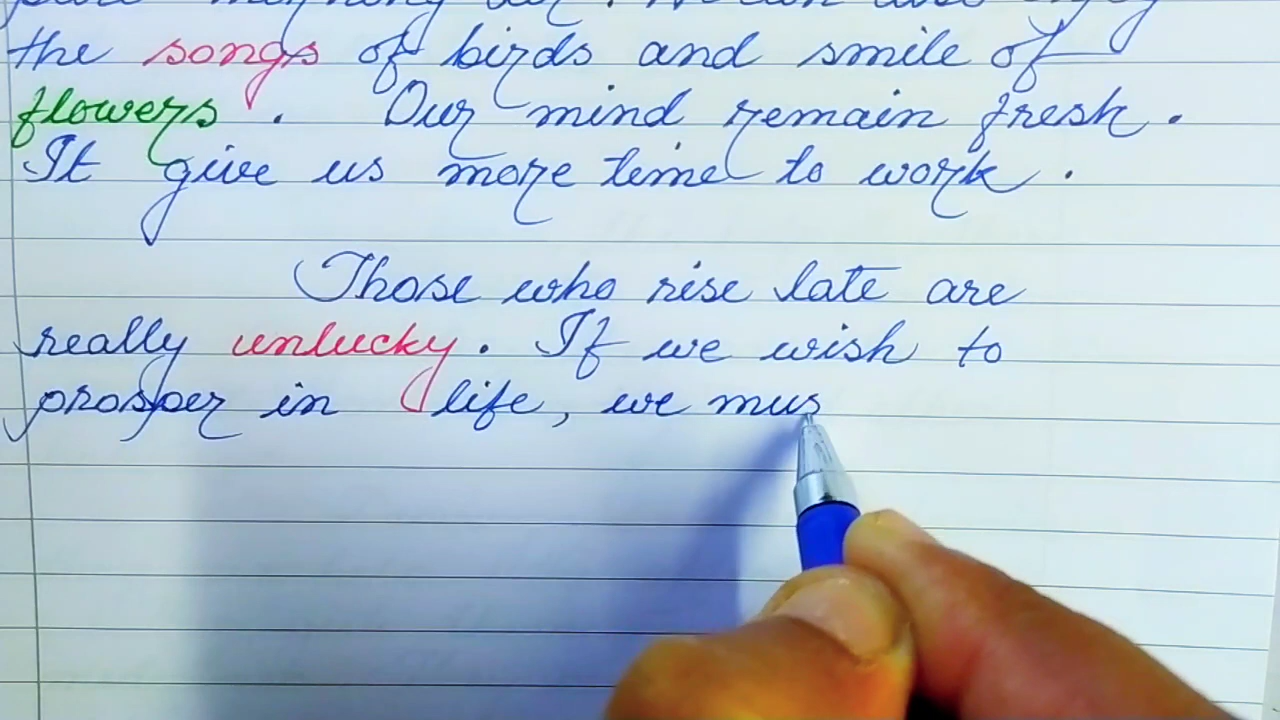 the songs of birds and smile of
flowers . Our mind remain fresh .
It give us more time to work .
Those who rise late are
really unlucky . If we wish to
prosper in life, we mus